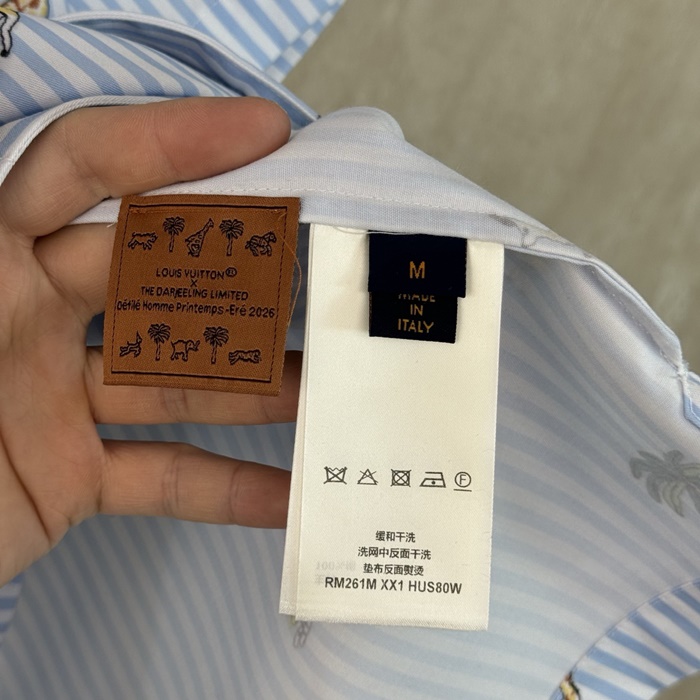 LOUIS VUITTON®
X
THE DARJEELING LIMITED
Défilé Homme Printemps-Eré 2026
M
MADE
IN
ITALY
F
缓和干洗
洗网中反面干洗
垫布反面熨烫
RM261M XX1 HUS80W